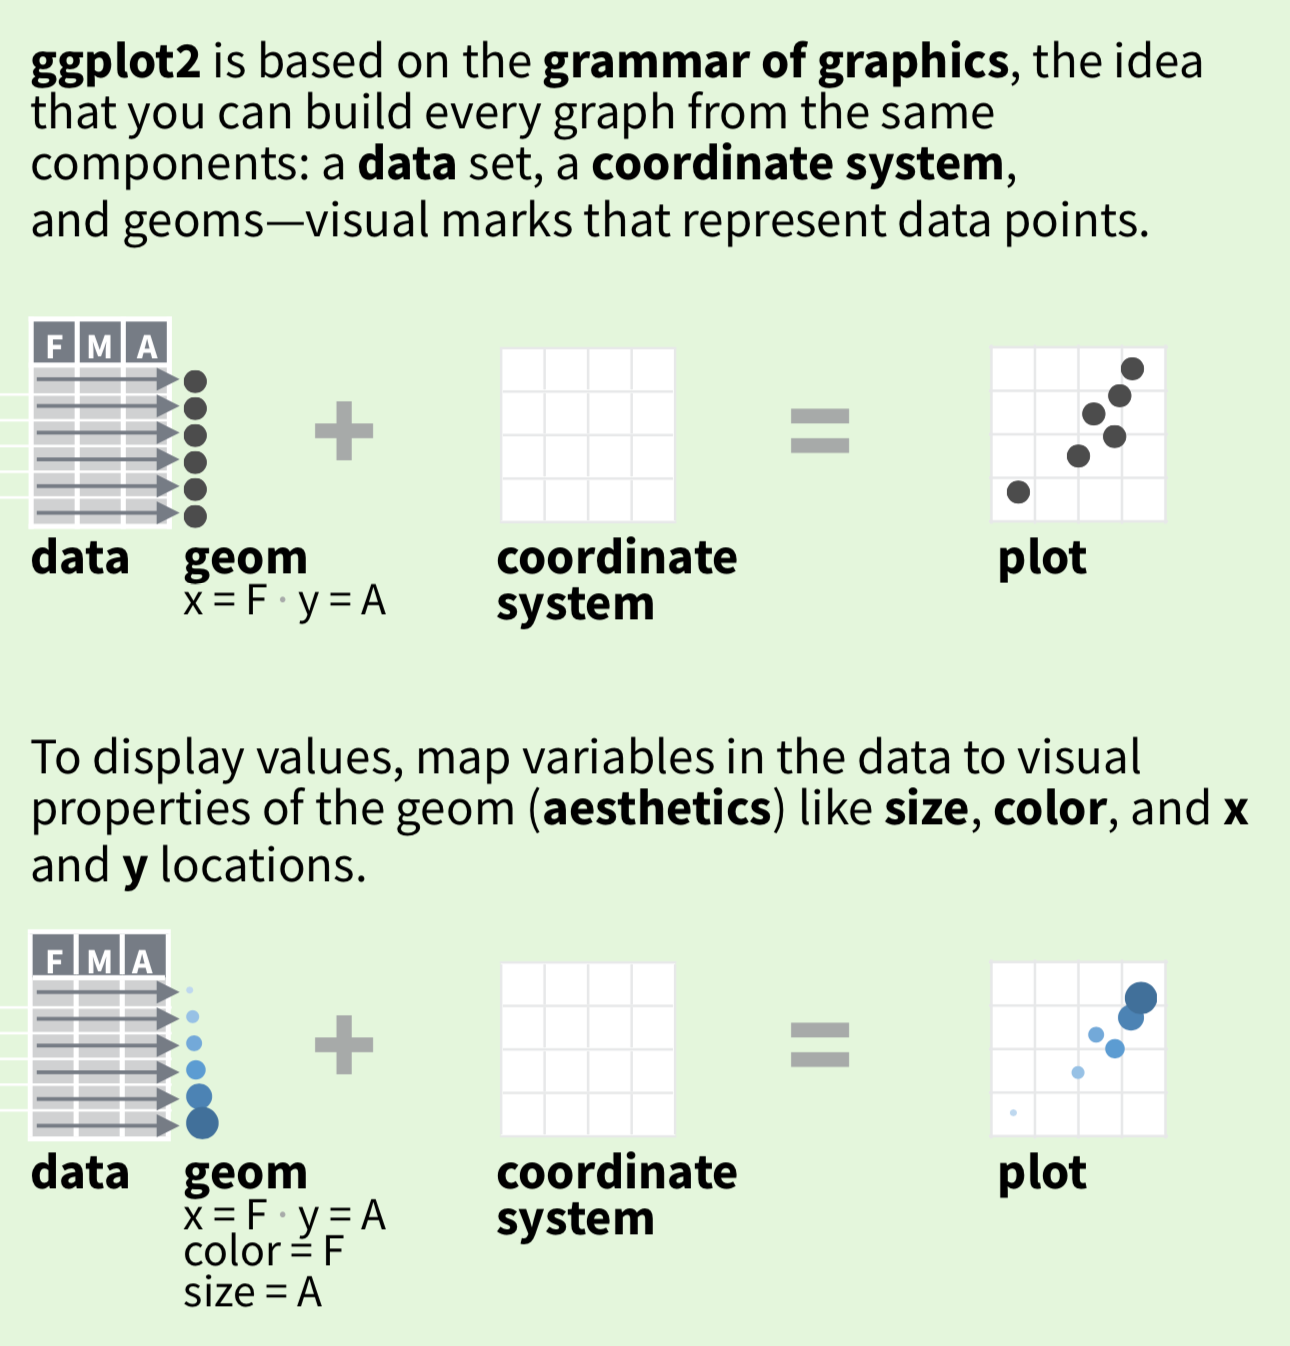 ggplot2 is based on the grammar of graphics, the idea
that you can build every graph from the same
components: a data set, a coordinate system,
and geoms—visual marks that represent data points.
F M A
data
geom
x = F · y = A
coordinate
system
plot
To display values, map variables in the data to visual
properties of the geom (aesthetics) like size, color, and x
and y locations.
F M A
data
geom
x = F · y = A
color = F
size = A
coordinate
system
plot